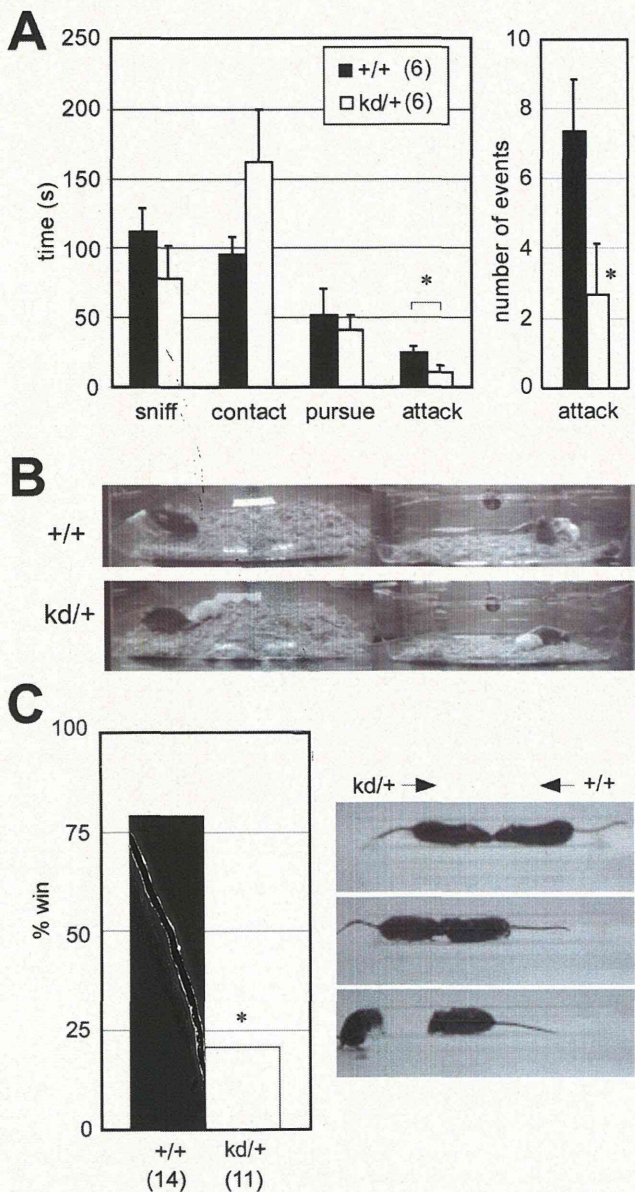 A
250
200
150
100
50
0
time (s)
+/+ (6)
kd/+ (6)
*
sniff contact pursue attack
10
8
6
4
2
0
number of events
*
attack
B
+/+
kd/+
C
100
75
50
25
0
% win
*
+/+ kd/+
(14) (11)
kd/+ +/+